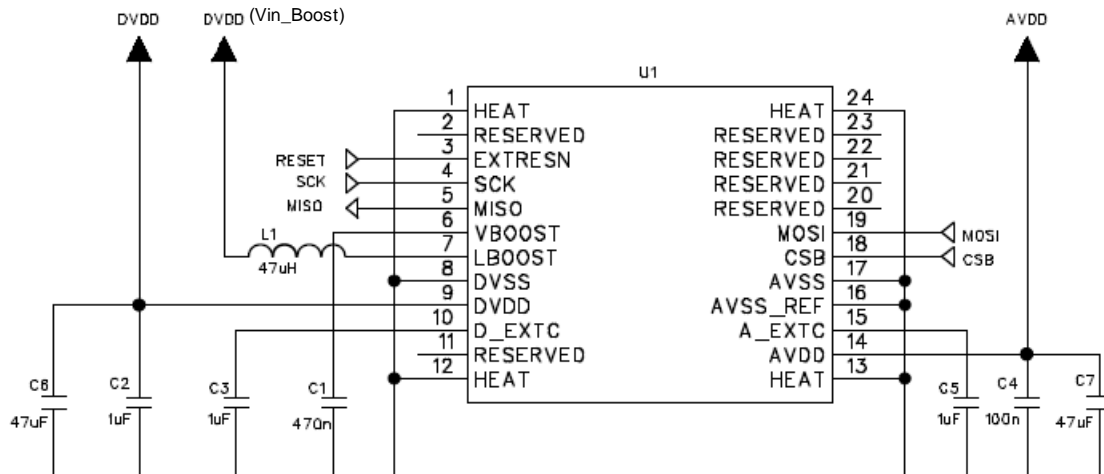 DVDD DVDD (Vin_Boost) AVDD
U1
1 HEAT HEAT 24
2 RESERVED RESERVED 23
RESET 3 EXTRESN RESERVED 22
SCK 4 SCK RESERVED 21
MISO 5 MISO RESERVED 20
6 VBOOST MOSI 19 MOSI
L1 47uH 7 LBOOST CSB 18 CSB
8 DVSS AVSS 17
9 DVDD AVSS_REF 16
10 D_EXTC A_EXTC 15
11 RESERVED AVDD 14
12 HEAT HEAT 13
C6 C2 C3 C1 C5 C4 C7
47uF 1uF 1uF 470n 1uF 100n 47uF